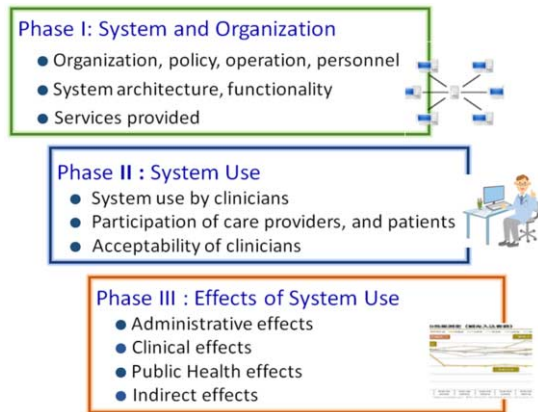 Phase I: System and Organization
● Organization, policy, operation, personnel
● System architecture, functionality
● Services provided
Phase II : System Use
● System use by clinicians
● Participation of care providers, and patients
● Acceptability of clinicians
Phase III : Effects of System Use
● Administrative effects
● Clinical effects
● Public Health effects
● Indirect effects